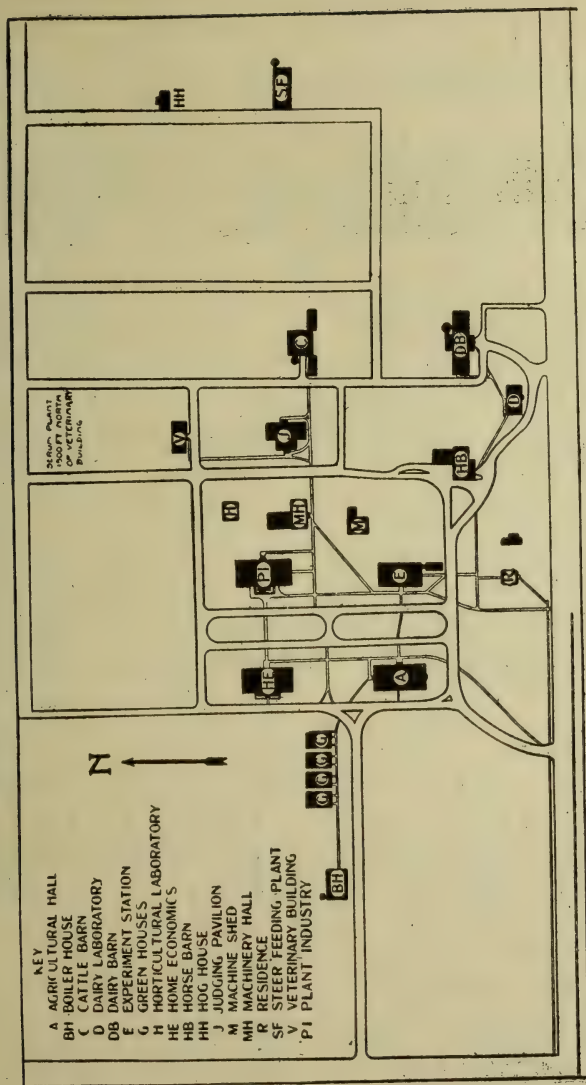 KEY
A AGRICULTURAL HALL
BH BOILER HOUSE
C CATTLE BARN
D DAIRY LABORATORY
DB DAIRY BARN
E EXPERIMENT STATION
G GREEN HOUSES
H HORTICULTURAL LABORATORY
HE HOME ECONOMICS
HB HORSE BARN
HH HOG HOUSE
J JUDGING PAVILION
M MACHINE SHED
MH MACHINERY HALL
R RESIDENCE
SF STEER FEEDING PLANT
V VETERINARY BUILDING
PI PLANT INDUSTRY
N
SERUM PLANT
1500 FT NORTH
OF VETERINARY
BUILDING
V
HH
SF
C
J
H
MH
PI
HE
G G G G
BH
M
E
A
DB
D
HB
R